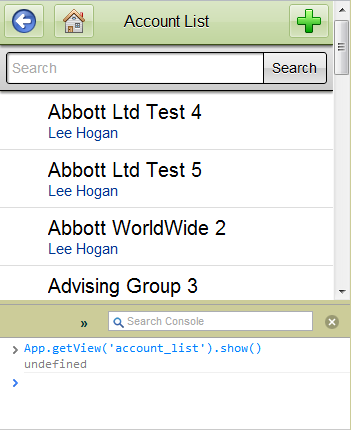 Account List
Search Search
Abbott Ltd Test 4
Lee Hogan
Abbott Ltd Test 5
Lee Hogan
Abbott WorldWide 2
Lee Hogan
Advising Group 3
» Search Console
> App.getView('account_list').show()
undefined
>